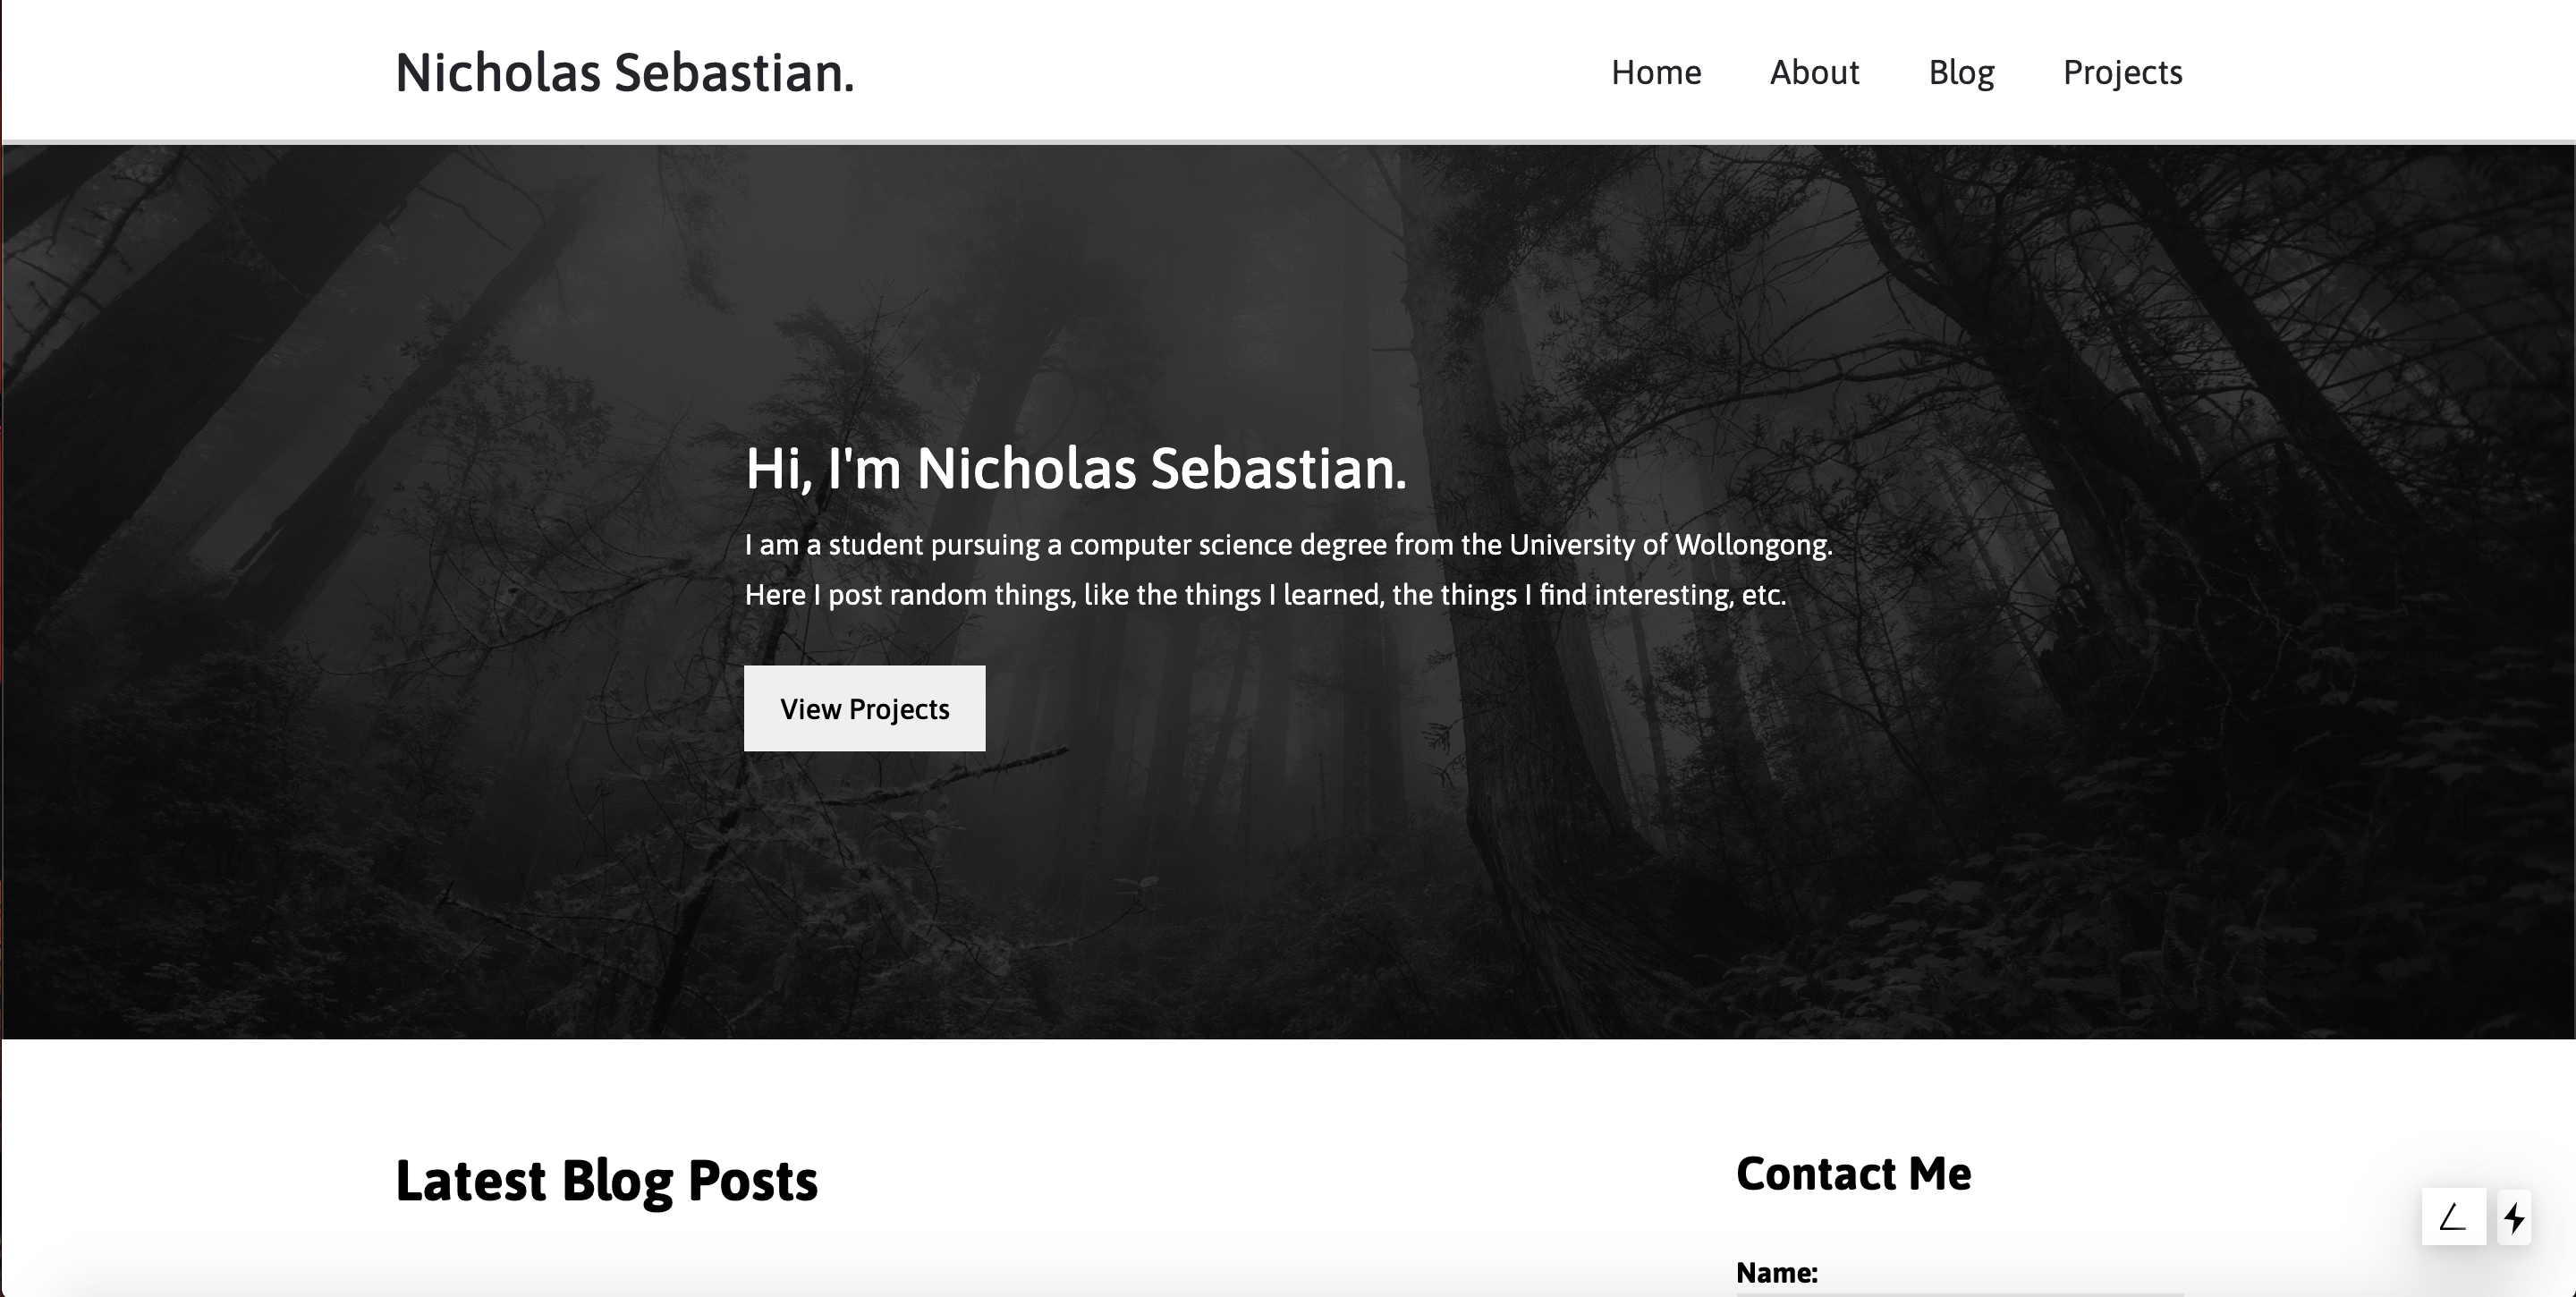 Nicholas Sebastian.
Home About Blog Projects
Hi, I'm Nicholas Sebastian.
I am a student pursuing a computer science degree from the University of Wollongong.
Here I post random things, like the things I learned, the things I find interesting, etc.
View Projects
Latest Blog Posts
Contact Me
Name: